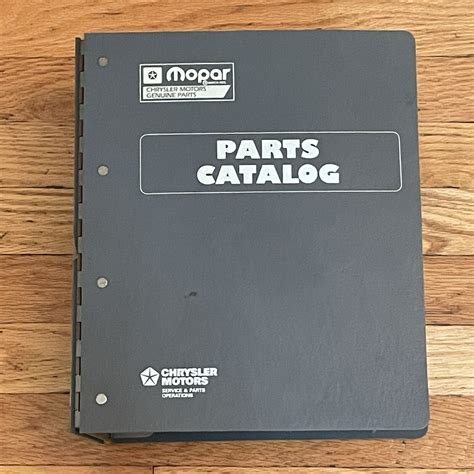 Mopar
CHRYSLER MOTORS
GENUINE PARTS
PARTS
CATALOG
CHRYSLER
MOTORS
SERVICE & PARTS
OPERATIONS